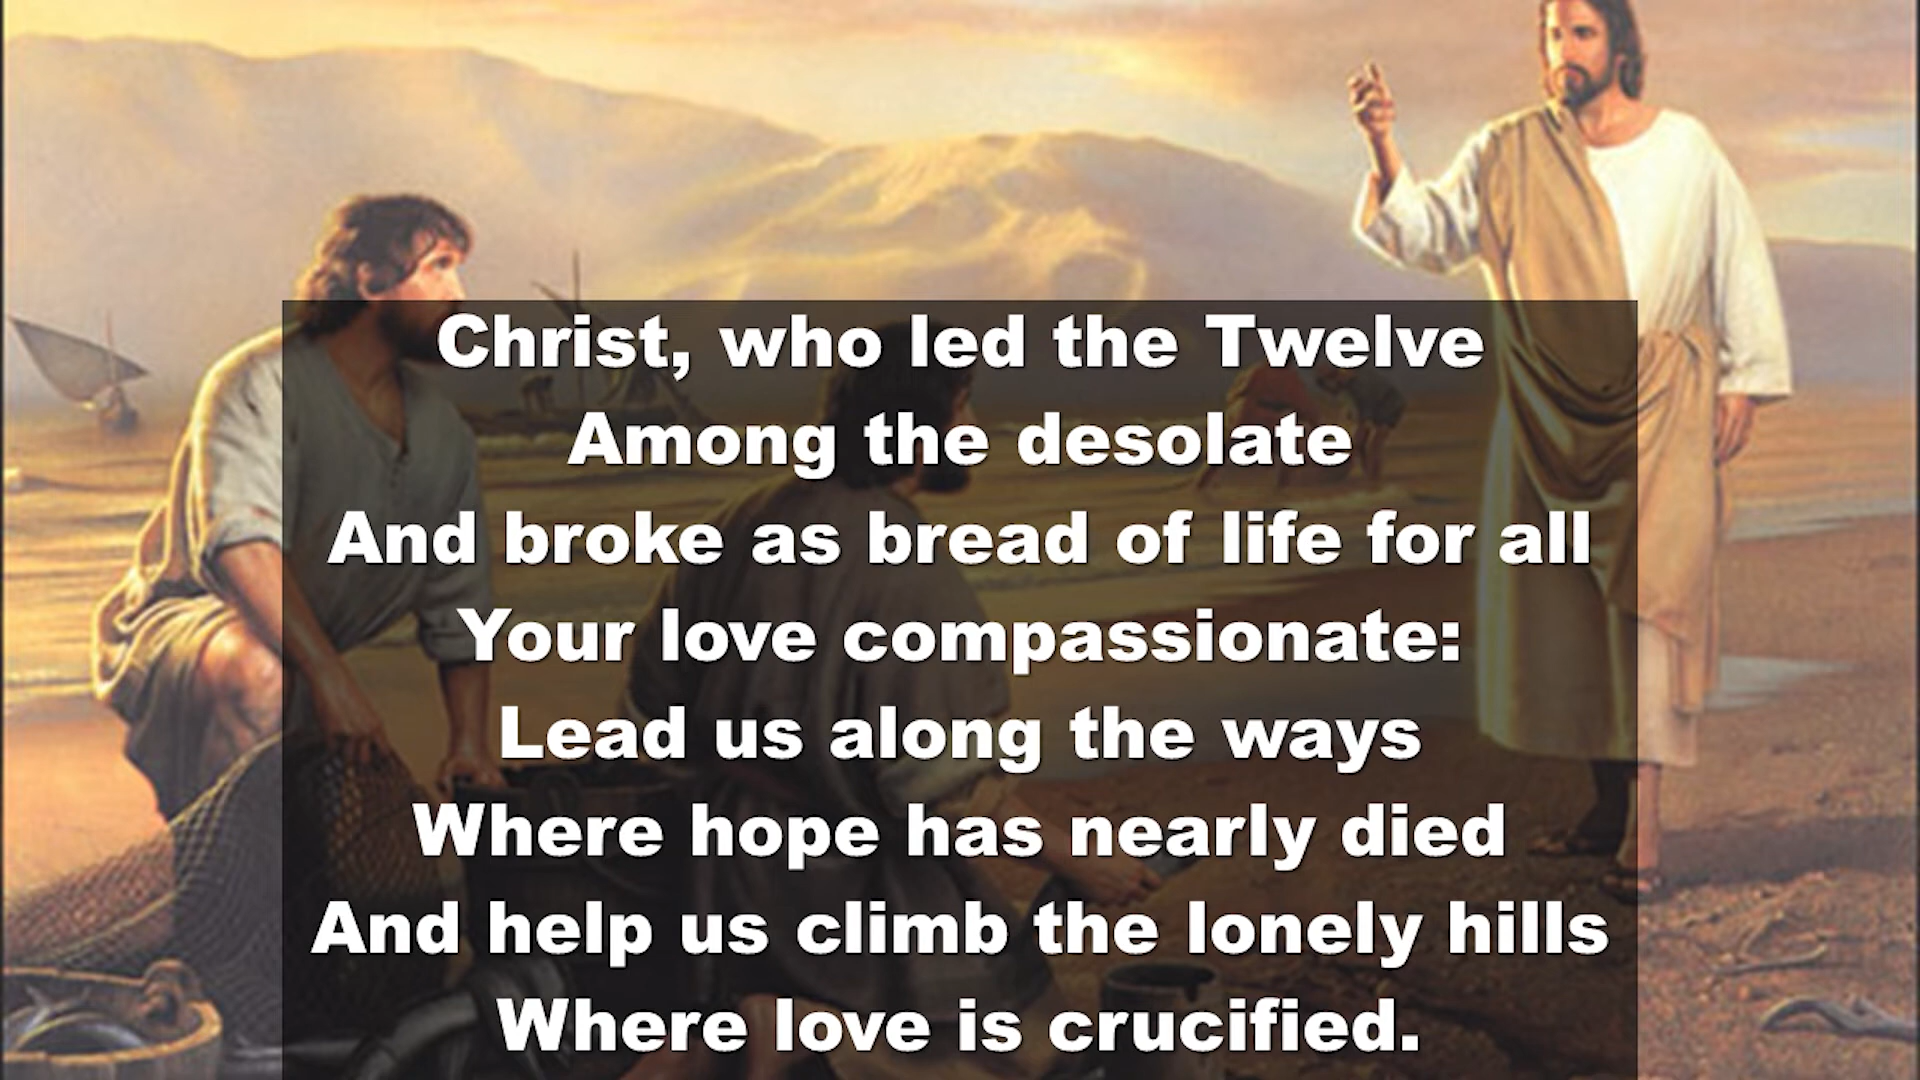 Christ, who led the Twelve
Among the desolate
And broke as bread of life for all
Your love compassionate:
Lead us along the ways
Where hope has nearly died
And help us climb the lonely hills
Where love is crucified.